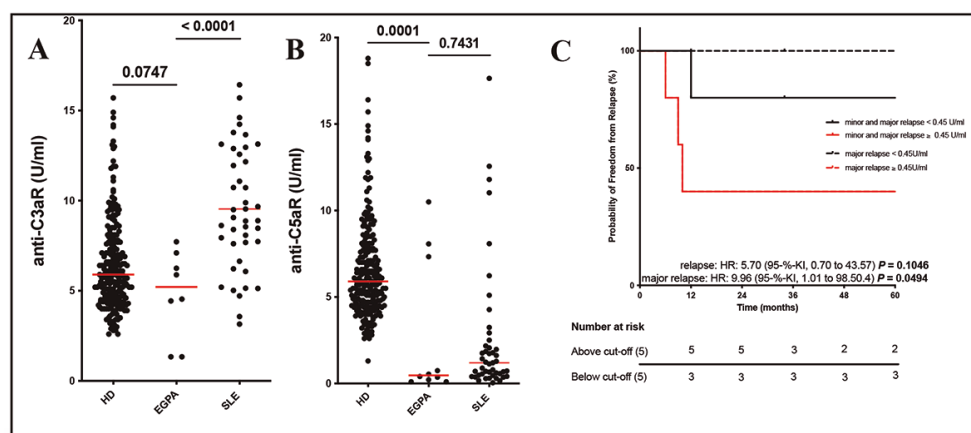 A
< 0.0001
0.0747
anti-C3aR (U/ml)
20
15
10
5
0
HD
EGPA
SLE
B
0.0001
0.7431
anti-C5aR (U/ml)
20
15
10
5
0
HD
EGPA
SLE
C
Probability of Freedom from Relapse (%)
100
50
0
minor and major relapse < 0.45 U/ml
minor and major relapse ≥ 0.45 U/ml
major relapse < 0.45U/ml
major relapse ≥ 0.45U/ml
relapse: HR: 5.70 (95-%-KI, 0.70 to 43.57) P = 0.1046
major relapse: HR: 9.96 (95-%-KI, 1.01 to 98.50.4) P = 0.0494
0 12 24 36 48 60
Time (months)
Number at risk
Above cut-off (5) 5 5 3 2 2
Below cut-off (5) 3 3 3 3 3